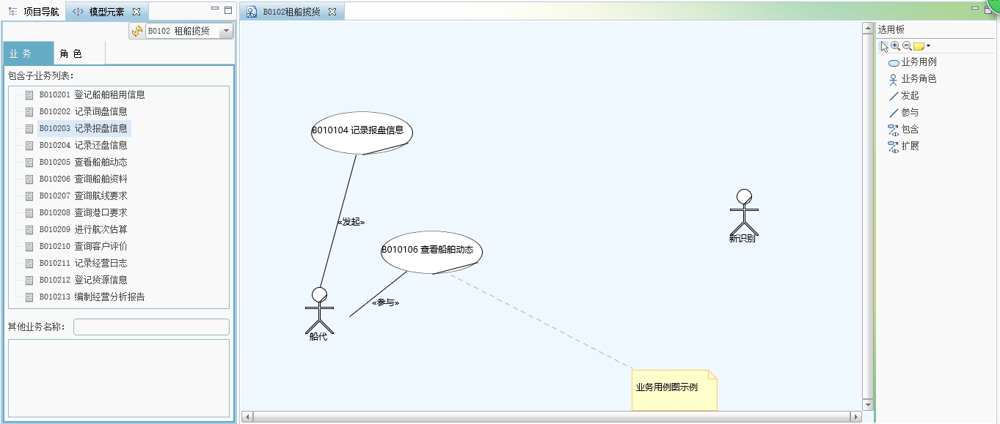 项目导航
模型元素
B0102 租船揽货
业 务
角 色
包含子业务列表:
B010201 登记船舶租用信息
B010202 记录询盘信息
B010203 记录报盘信息
B010204 记录还盘信息
B010205 查看船舶动态
B010206 查询船舶资料
B010207 查询航线要求
B010208 查询港口要求
B010209 进行航次估算
B010210 查询客户评价
B010211 记录经营日志
B010212 登记货源信息
B010213 编制经营分析报告
其他业务名称:
B0102租船揽货
B010104 记录报盘信息
«发起»
B010106 查看船舶动态
«参与»
船代
新识别
业务用例图示例
选用板
业务用例
业务角色
发起
参与
包含
扩展